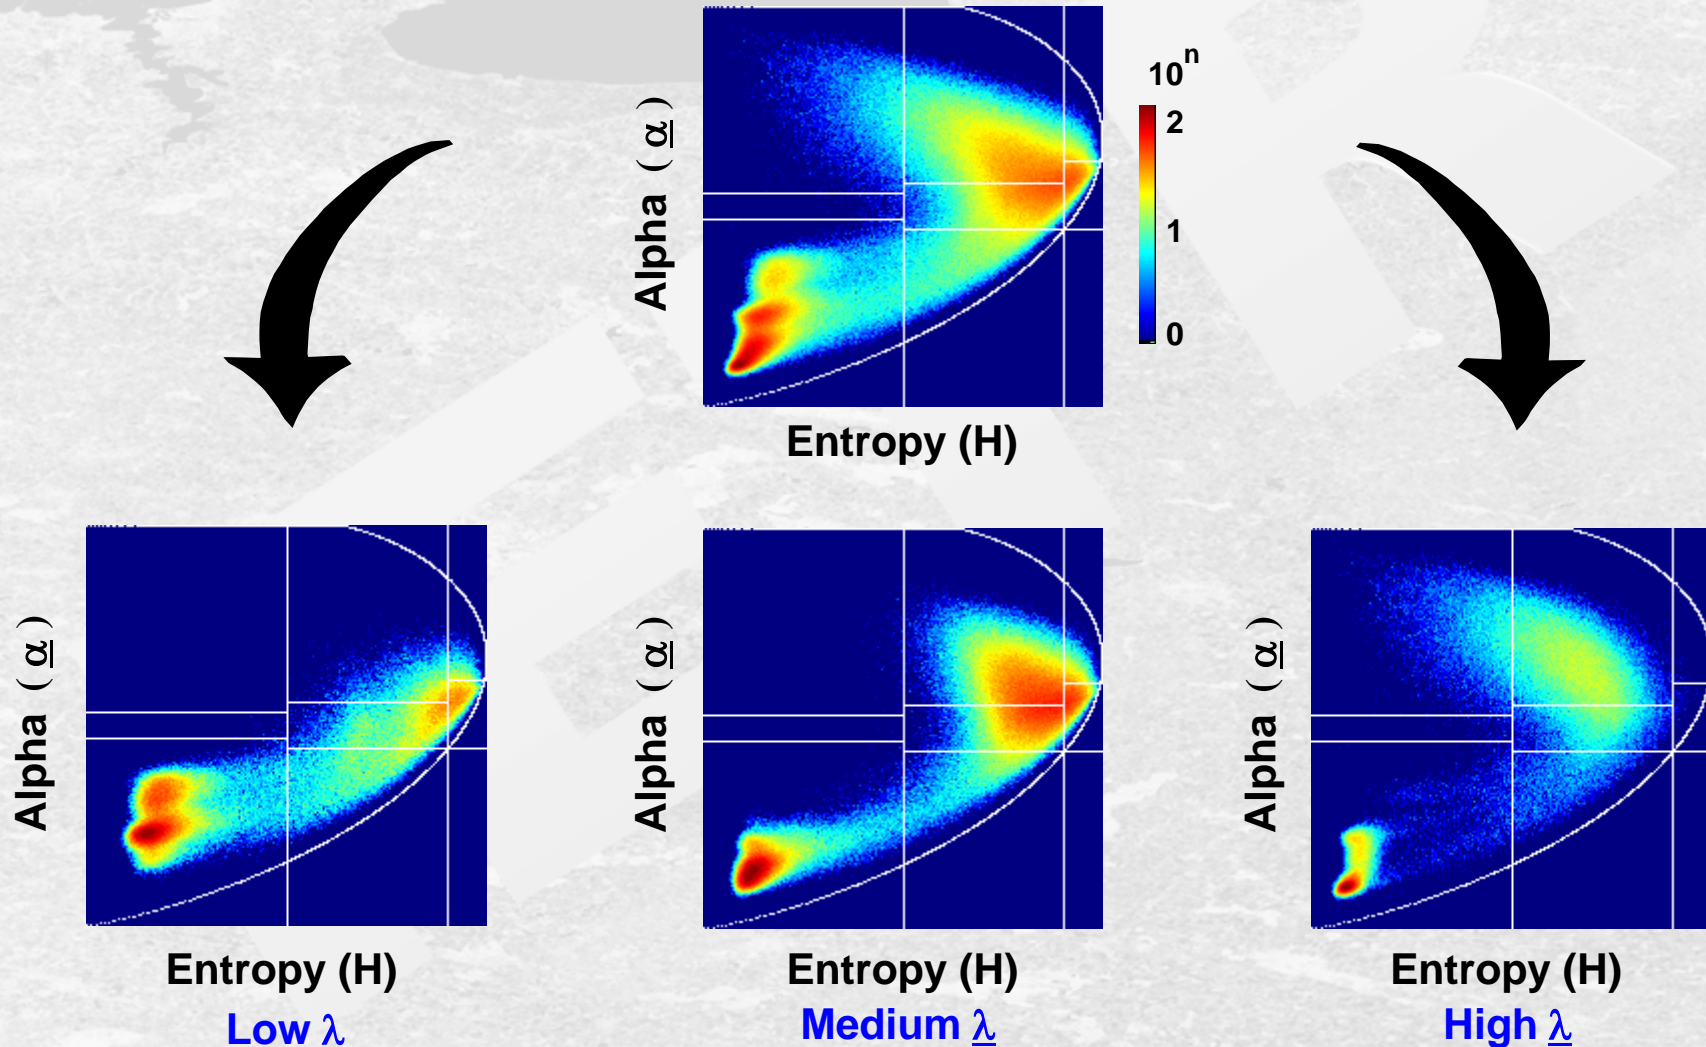 10ⁿ
2
1
0
Alpha ( α )
Entropy (H)
Alpha ( α )
Entropy (H)
Low λ
Alpha ( α )
Entropy (H)
Medium λ
Alpha ( α )
Entropy (H)
High λ